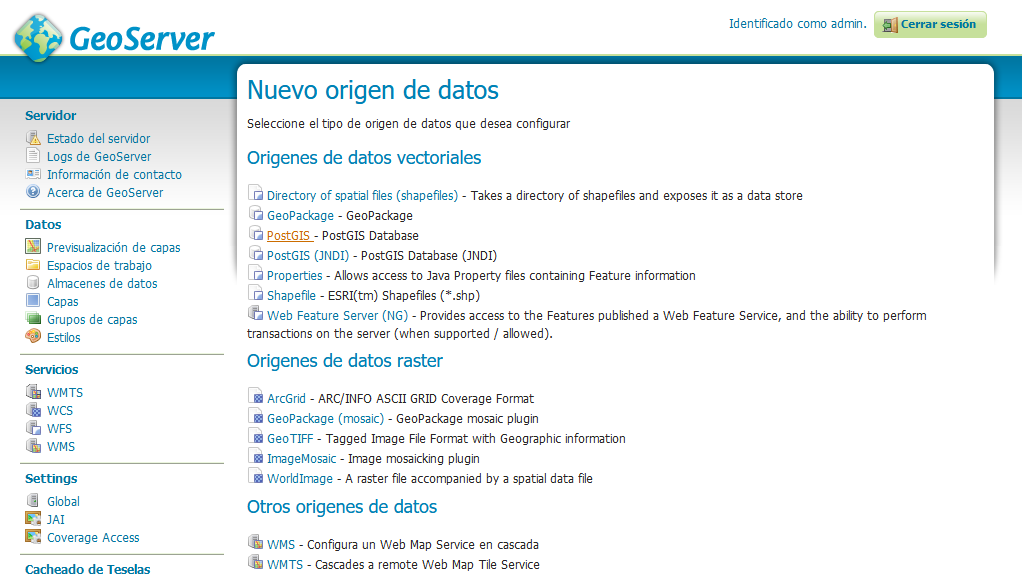 GeoServer
Identificado como admin.
Cerrar sesión
Servidor
Estado del servidor
Logs de GeoServer
Información de contacto
Acerca de GeoServer
Datos
Previsualización de capas
Espacios de trabajo
Almacenes de datos
Capas
Grupos de capas
Estilos
Servicios
WMTS
WCS
WFS
WMS
Settings
Global
JAI
Coverage Access
Cacheado de Teselas
Nuevo origen de datos
Seleccione el tipo de origen de datos que desea configurar
Origenes de datos vectoriales
Directory of spatial files (shapefiles) - Takes a directory of shapefiles and exposes it as a data store
GeoPackage - GeoPackage
PostGIS - PostGIS Database
PostGIS (JNDI) - PostGIS Database (JNDI)
Properties - Allows access to Java Property files containing Feature information
Shapefile - ESRI(tm) Shapefiles (*.shp)
Web Feature Server (NG) - Provides access to the Features published a Web Feature Service, and the ability to perform
transactions on the server (when supported / allowed).
Origenes de datos raster
ArcGrid - ARC/INFO ASCII GRID Coverage Format
GeoPackage (mosaic) - GeoPackage mosaic plugin
GeoTIFF - Tagged Image File Format with Geographic information
ImageMosaic - Image mosaicking plugin
WorldImage - A raster file accompanied by a spatial data file
Otros origenes de datos
WMS - Configura un Web Map Service en cascada
WMTS - Cascades a remote Web Map Tile Service